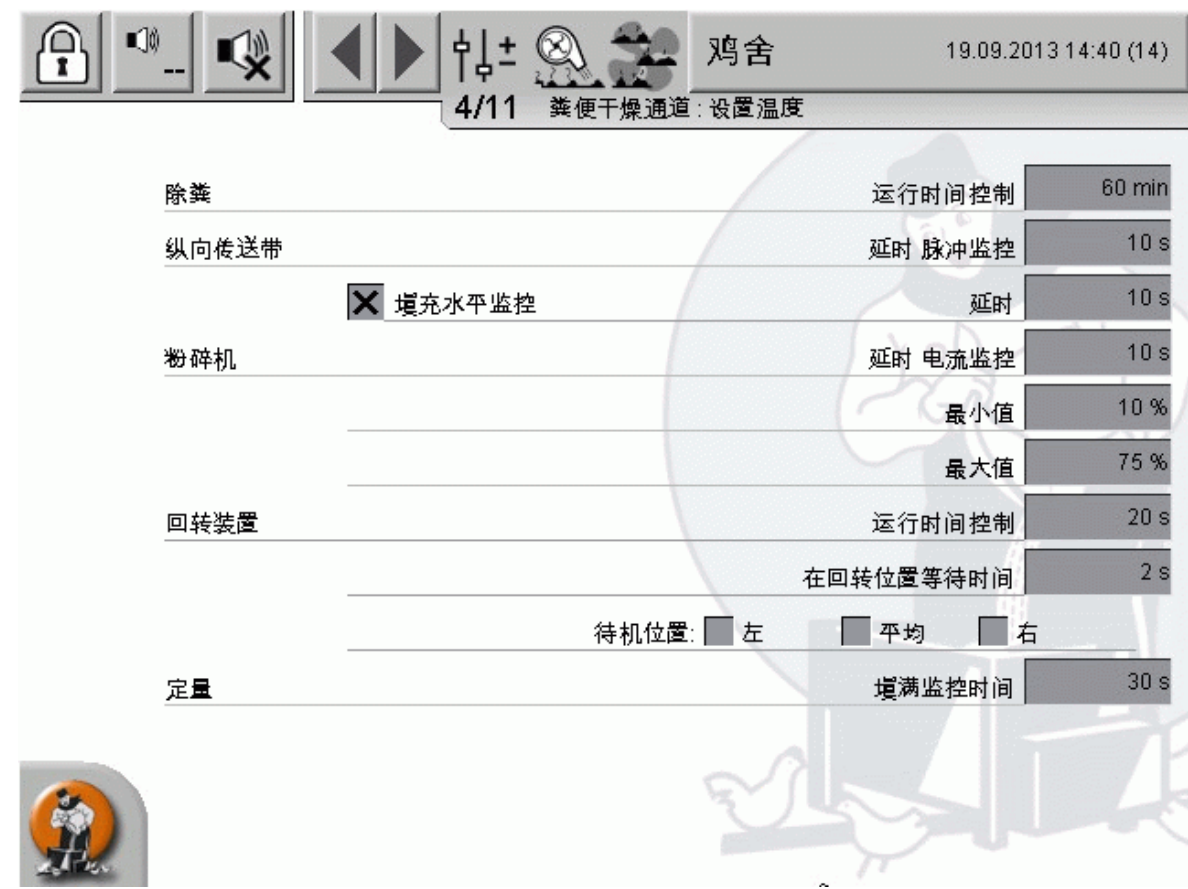 --
鸡舍 19.09.2013 14:40 (14)
4/11 粪便干燥通道 : 设置温度
除粪 运行时间控制 60 min
纵向传送带 延时 脉冲监控 10 s
填充水平监控 延时 10 s
粉碎机 延时 电流监控 10 s
最小值 10 %
最大值 75 %
回转装置 运行时间控制 20 s
在回转位置等待时间 2 s
待机位置: 左 平均 右
定量 填满监控时间 30 s